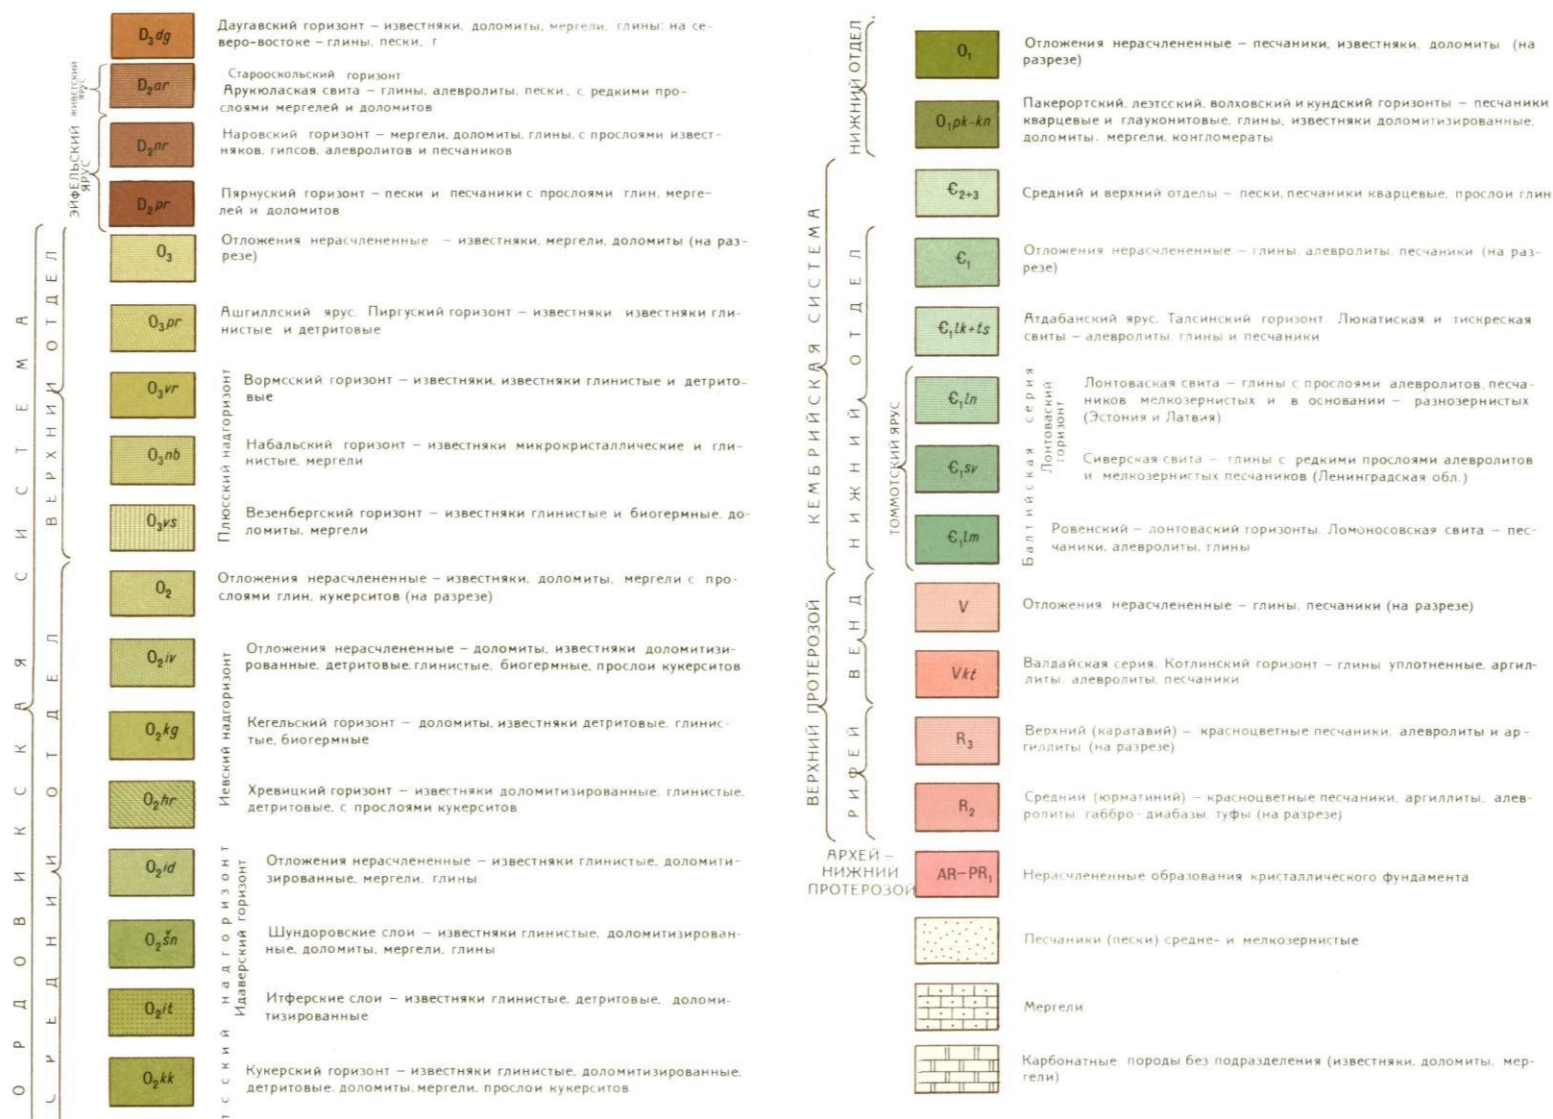 D₃dg
Даугавский горизонт – известняки, доломиты, мергели, глины; на се-
веро-востоке – глины, пески, г
ЖИВЕТСКИЙ
ЯРУС
D₂ar
Старооскольский горизонт
Арукюлаская свита – глины, алевролиты, пески, с редкими про-
слоями мергелей и доломитов
ЭЙФЕЛЬСКИЙ
ЯРУС
D₂nr
Наровский горизонт – мергели, доломиты, глины, с прослоями извест-
няков, гипсов, алевролитов и песчаников
D₂pr
Пярнуский горизонт – пески и песчаники с прослоями глин, мерге-
лей и доломитов
ОРДОВИКСКАЯ СИСТЕМА
ВЕРХНИЙ ОТДЕЛ
O₃
Отложения нерасчлененные – известняки, мергели, доломиты (на раз-
резе)
O₃pr
Ашгиллский ярус. Пиргуский горизонт – известняки, известняки гли-
нистые и детритовые
Плюсский надгоризонт
O₃vr
Вормсский горизонт – известняки, известняки глинистые и детрито-
вые
O₃nb
Набальский горизонт – известняки микрокристаллические и гли-
нистые, мергели
O₃vs
Везенбергский горизонт – известняки глинистые и биогермные, до-
ломиты, мергели
СРЕДНИЙ ОТДЕЛ
O₂
Отложения нерасчлененные – известняки, доломиты, мергели с про-
слоями глин, кукерситов (на разрезе)
Иевский надгоризонт
O₂iv
Отложения нерасчлененные – доломиты, известняки доломитизи-
рованные, детритовые, глинистые, биогермные, прослои кукерситов
O₂kg
Кегельский горизонт – доломиты, известняки детритовые, глинис-
тые, биогермные
O₂hr
Хревицкий горизонт – известняки доломитизированные, глинистые,
детритовые, с прослоями кукерситов
тский надгоризонт
Идаверский горизонт
O₂id
Отложения нерасчлененные – известняки глинистые, доломити-
зированные, мергели, глины
O₂šn
Шундоровские слои – известняки глинистые, доломитизирован-
ные, доломиты, мергели, глины
O₂it
Итферские слои – известняки глинистые, детритовые, доломи-
тизированные
O₂kk
Кукерский горизонт – известняки глинистые, доломитизированные,
детритовые, доломиты, мергели, прослои кукерситов
НИЖНИЙ ОТДЕЛ
O₁
Отложения нерасчлененные – песчаники, известняки, доломиты (на
разрезе)
O₁pk-kn
Пакерортский, леэтсский, волховский и кундский горизонты – песчаники
кварцевые и глауконитовые, глины, известняки доломитизированные,
доломиты, мергели, конгломераты
КЕМБРИЙСКАЯ СИСТЕМА
Є₂₊₃
Средний и верхний отделы – пески, песчаники кварцевые, прослои глин
НИЖНИЙ ОТДЕЛ
Є₁
Отложения нерасчлененные – глины, алевролиты, песчаники (на раз-
резе)
Є₁lk+ts
Атдабанский ярус. Талсинский горизонт. Люкатиская и тискреская
свиты – алевролиты, глины и песчаники
ТОММОТСКИЙ ЯРУС
Балтийская серия
Лонтоваский
горизонт
Є₁ln
Лонтоваская свита – глины с прослоями алевролитов, песча-
ников мелкозернистых и в основании – разнозернистых
(Эстония и Латвия)
Є₁sv
Сиверская свита – глины с редкими прослоями алевролитов
и мелкозернистых песчаников (Ленинградская обл.)
Є₁lm
Ровенский – лонтоваский горизонты. Ломоносовская свита – пес-
чаники, алевролиты, глины
ВЕРХНИЙ ПРОТЕРОЗОЙ
ВЕНД
V
Отложения нерасчлененные – глины, песчаники (на разрезе)
Vkt
Валдайская серия. Котлинский горизонт – глины уплотненные, аргил-
литы, алевролиты, песчаники
РИФЕЙ
R₃
Верхний (каратавий) – красноцветные песчаники, алевролиты и ар-
гиллиты (на разрезе)
R₂
Средний (юрматиний) – красноцветные песчаники, аргиллиты, алев-
ролиты, габбро-диабазы, туфы (на разрезе)
АРХЕЙ –
НИЖНИЙ
ПРОТЕРОЗОЙ
AR–PR₁
Нерасчлененные образования кристаллического фундамента
Песчаники (пески) средне- и мелкозернистые
Мергели
Карбонатные породы без подразделения (известняки, доломиты, мер-
гели)